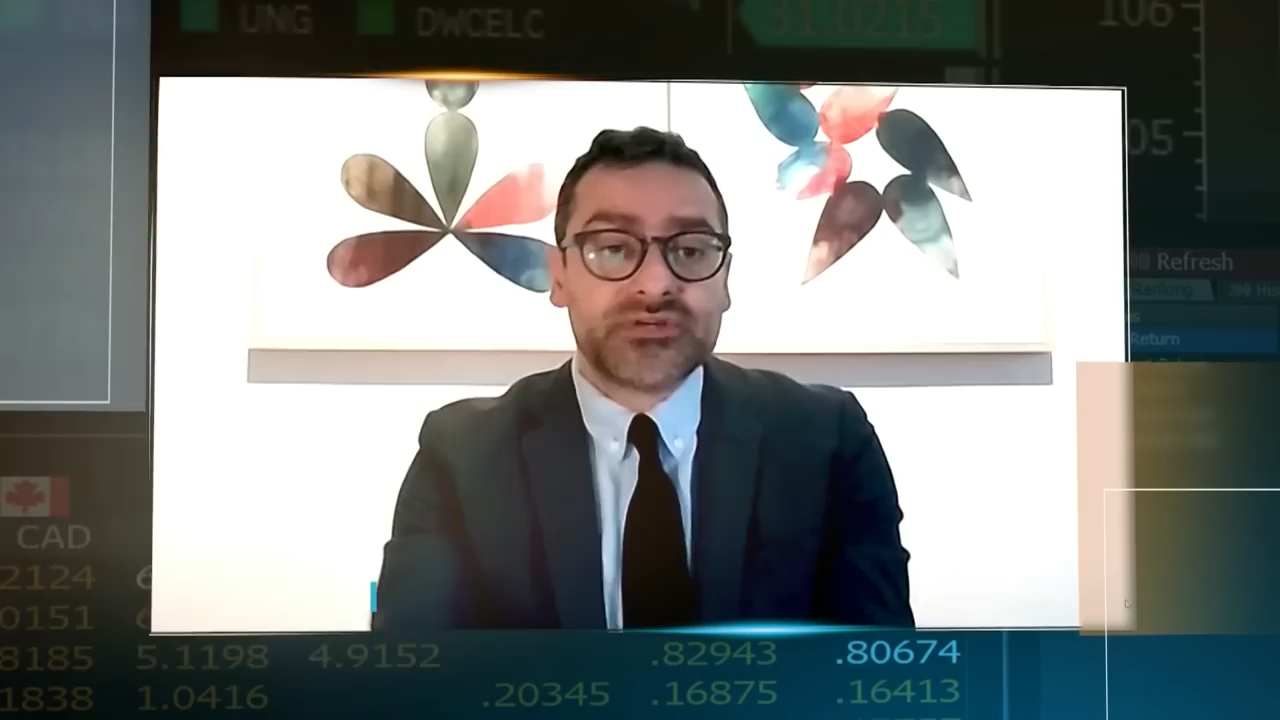 UNG DWCELC 31.0215 106
05
Refresh
Ranking
Return
CAD
2124
0151
8185 5.1198 4.9152 .82943 .80674
1838 1.0416 .20345 .16875 .16413